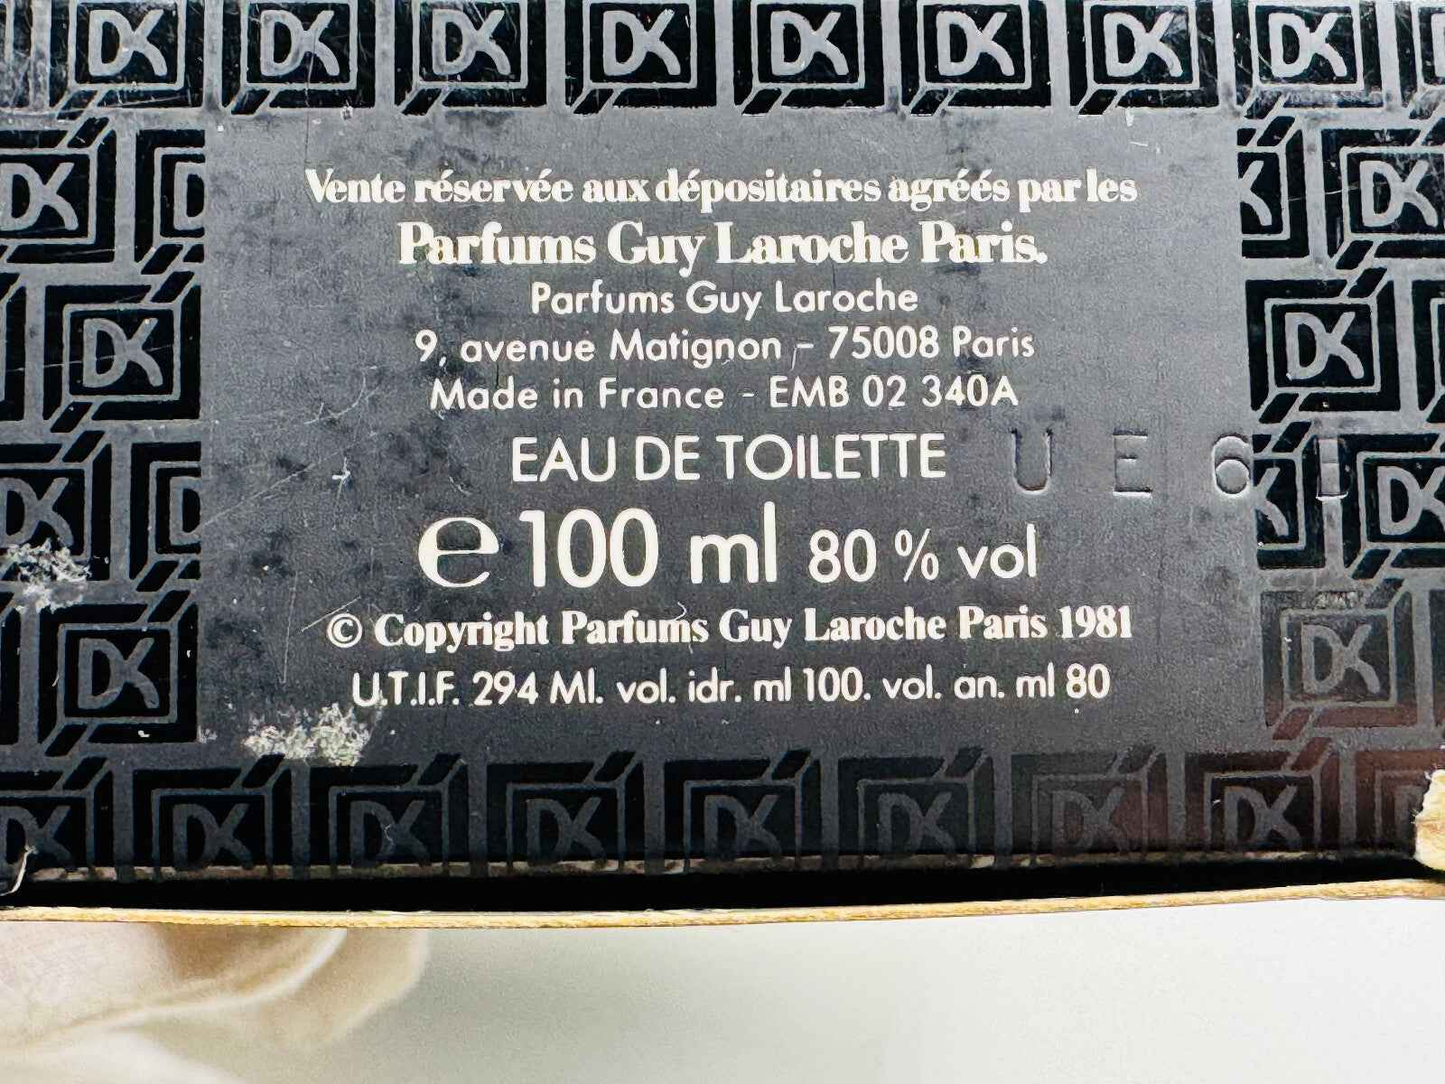 Vente réservée aux dépositaires agréés par les
Parfums Guy Laroche Paris.
Parfums Guy Laroche
9, avenue Matignon - 75008 Paris
Made in France - EMB 02 340A
EAU DE TOILETTE
UE6
℮ 100 ml 80 % vol
© Copyright Parfums Guy Laroche Paris 1981
U.T.I.F. 294 Ml. vol. idr. ml 100. vol. an. ml 80